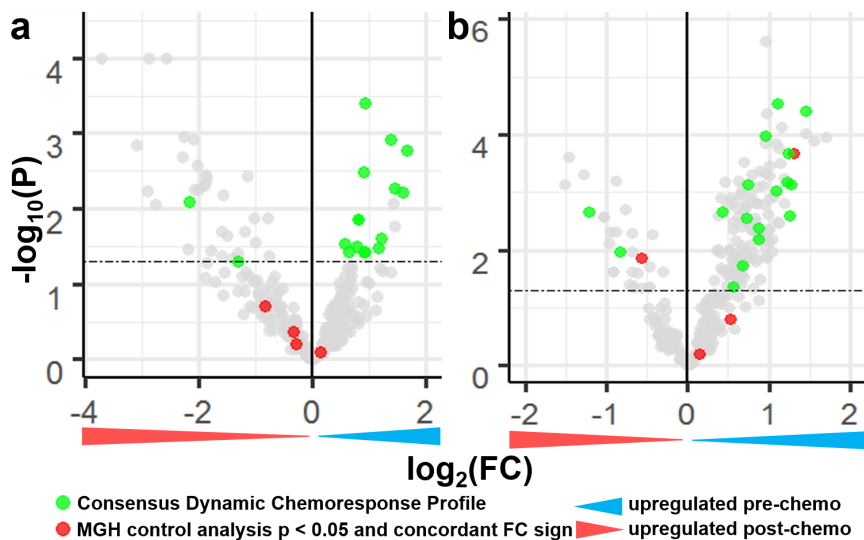 a
b
-log10(P)
4
3
2
1
0
-4 -2 0 2
6
4
2
0
-2 -1 0 1 2
log2(FC)
Consensus Dynamic Chemoresponse Profile
MGH control analysis p < 0.05 and concordant FC sign
upregulated pre-chemo
upregulated post-chemo